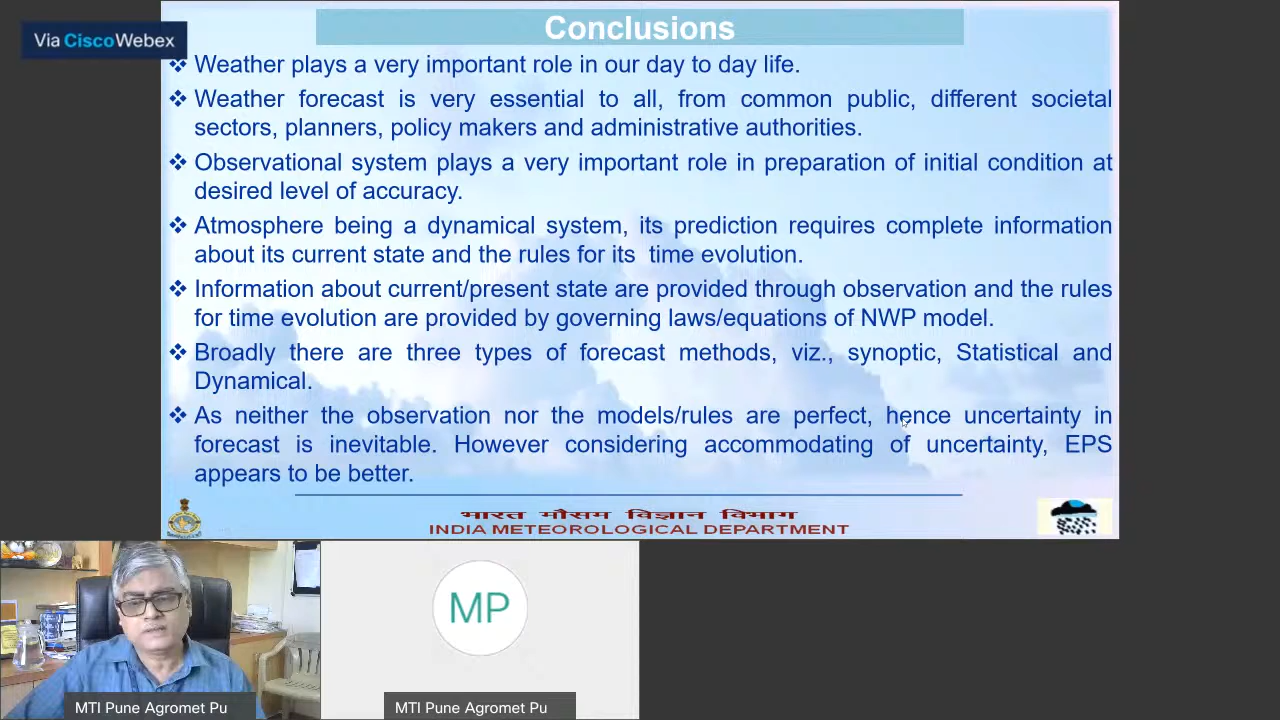 Conclusions
Via CiscoWebex
❖ Weather plays a very important role in our day to day life.
❖ Weather forecast is very essential to all, from common public, different societal
sectors, planners, policy makers and administrative authorities.
❖ Observational system plays a very important role in preparation of initial condition at
desired level of accuracy.
❖ Atmosphere being a dynamical system, its prediction requires complete information
about its current state and the rules for its  time evolution.
❖ Information about current/present state are provided through observation and the rules
for time evolution are provided by governing laws/equations of NWP model.
❖ Broadly there are three types of forecast methods, viz., synoptic, Statistical and
Dynamical.
❖ As neither the observation nor the models/rules are perfect, hence uncertainty in
forecast is inevitable. However considering accommodating of uncertainty, EPS
appears to be better.
भारत मौसम विज्ञान विभाग
INDIA METEOROLOGICAL DEPARTMENT
MP
MTI Pune Agromet Pu
MTI Pune Agromet Pu